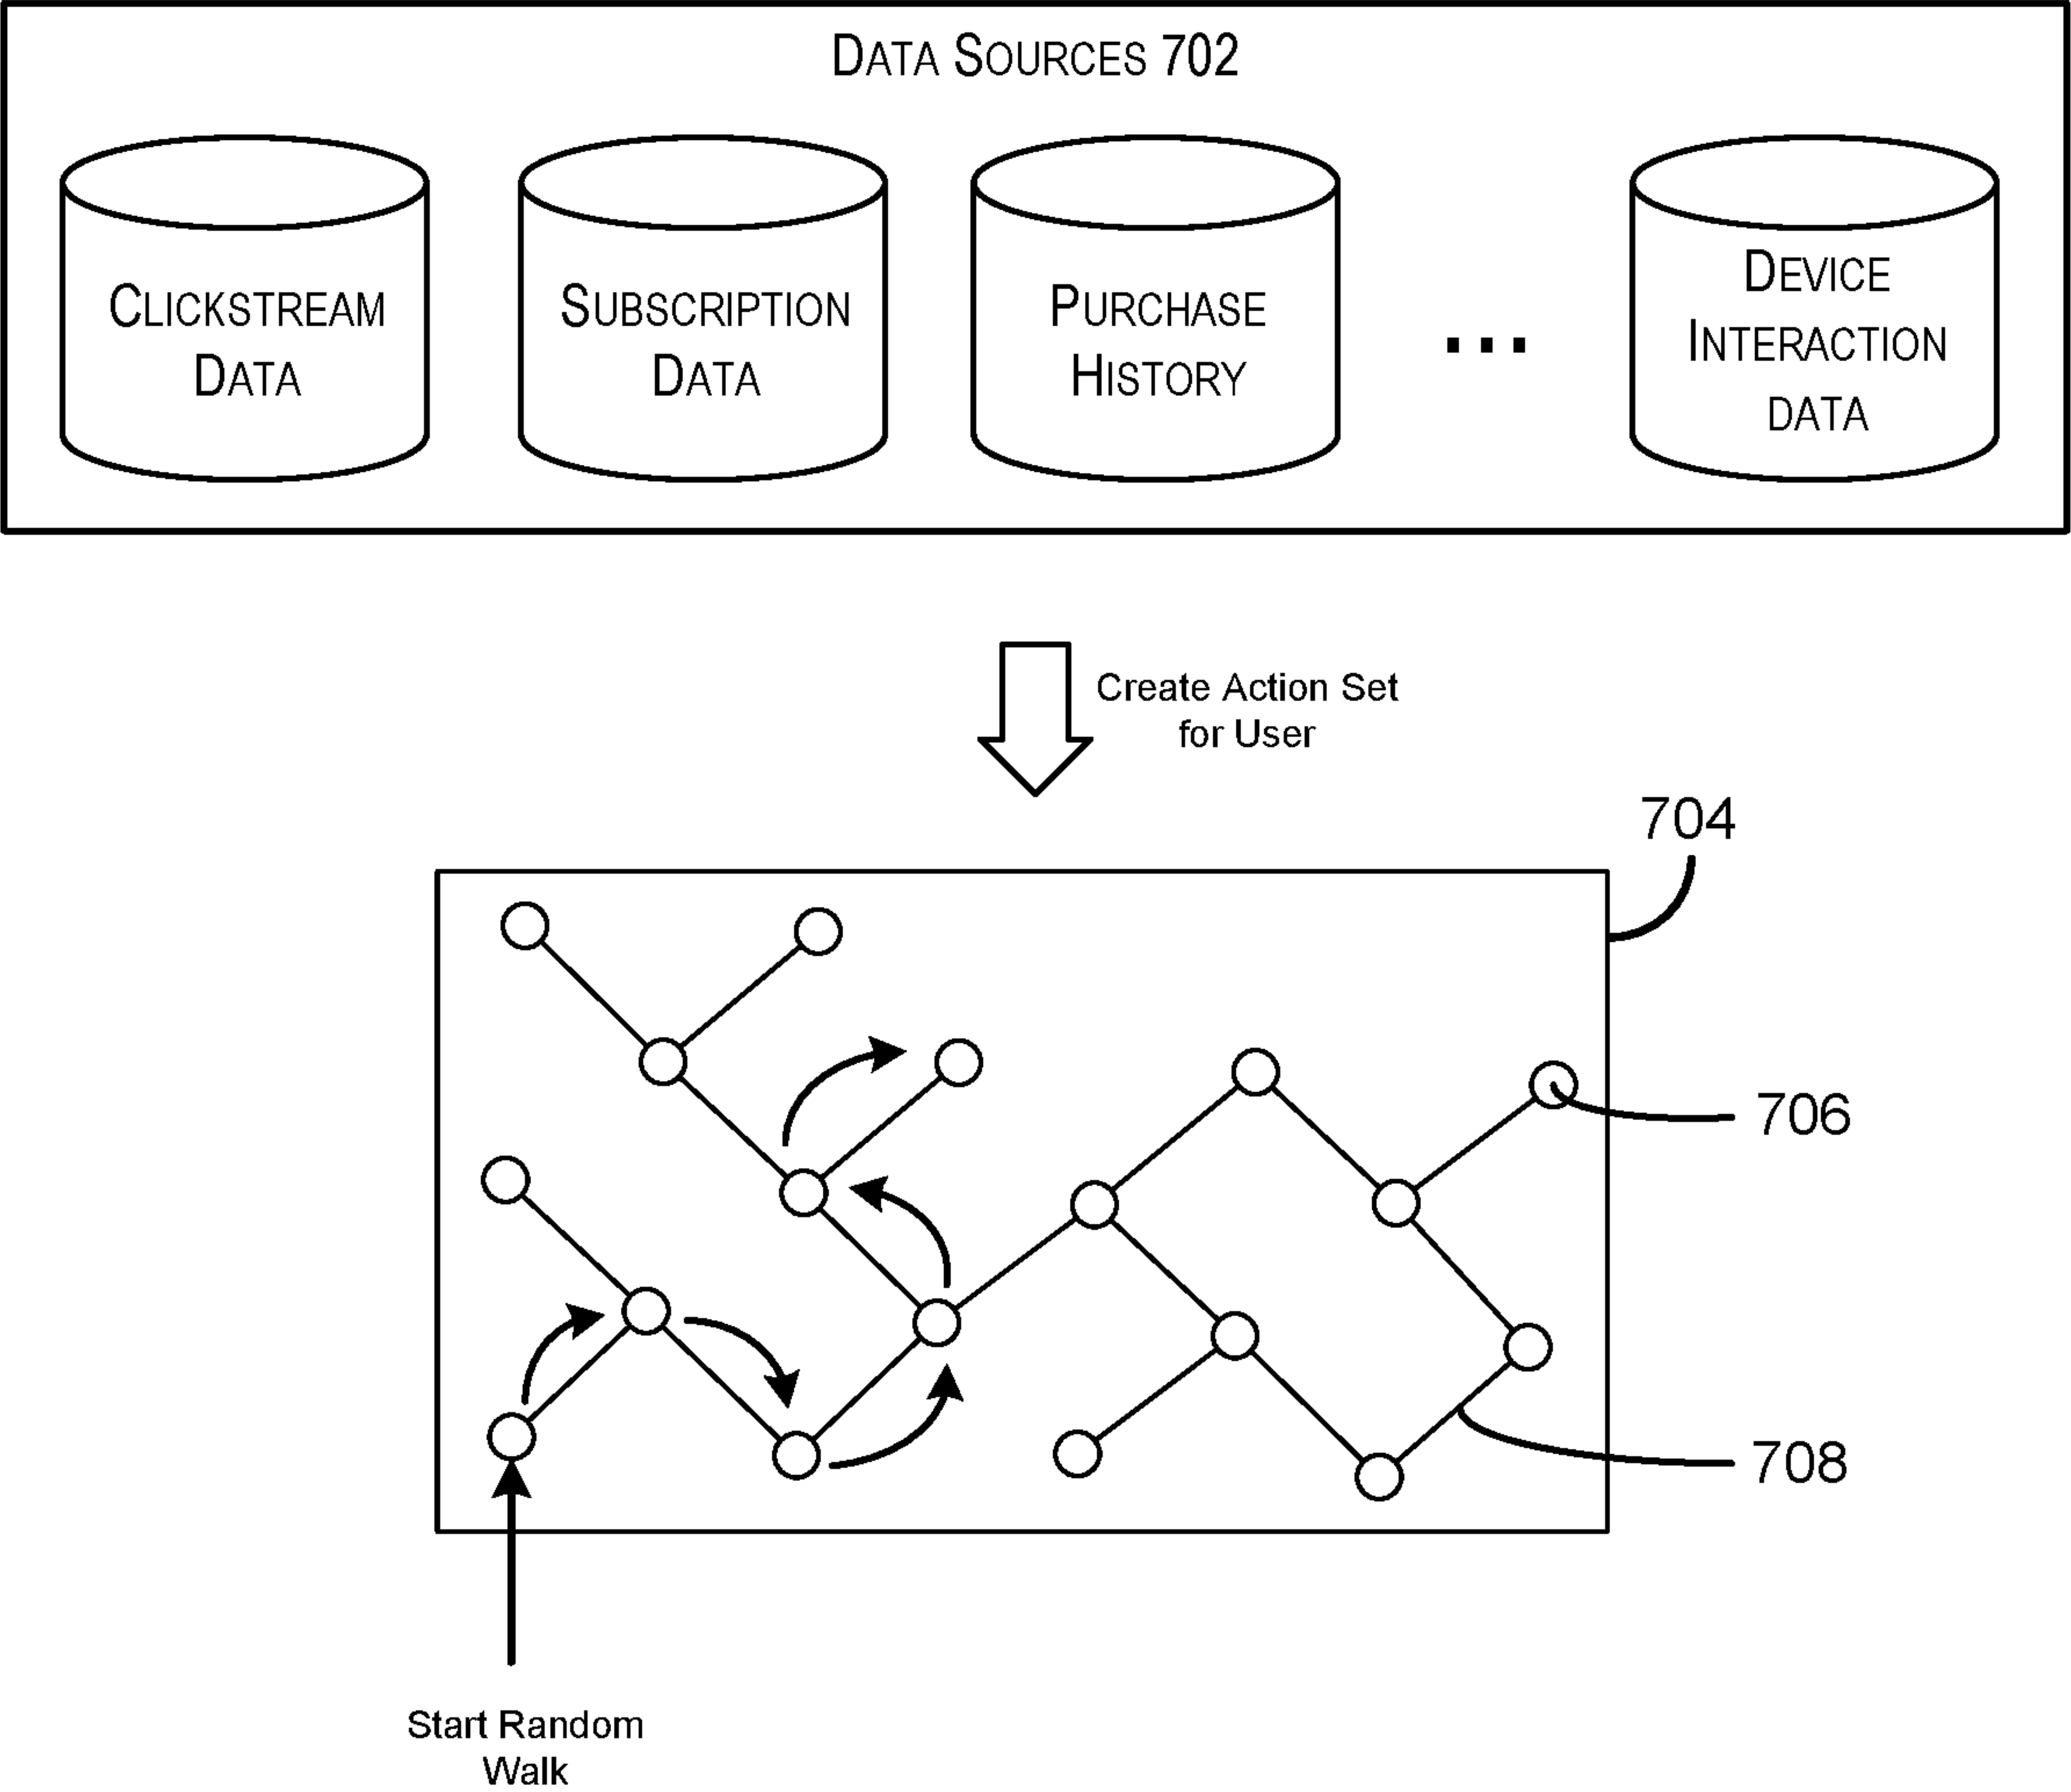 DATA SOURCES 702
CLICKSTREAM
DATA
SUBSCRIPTION
DATA
PURCHASE
HISTORY
...
DEVICE
INTERACTION
DATA
Create Action Set
for User
704
706
708
Start Random
Walk